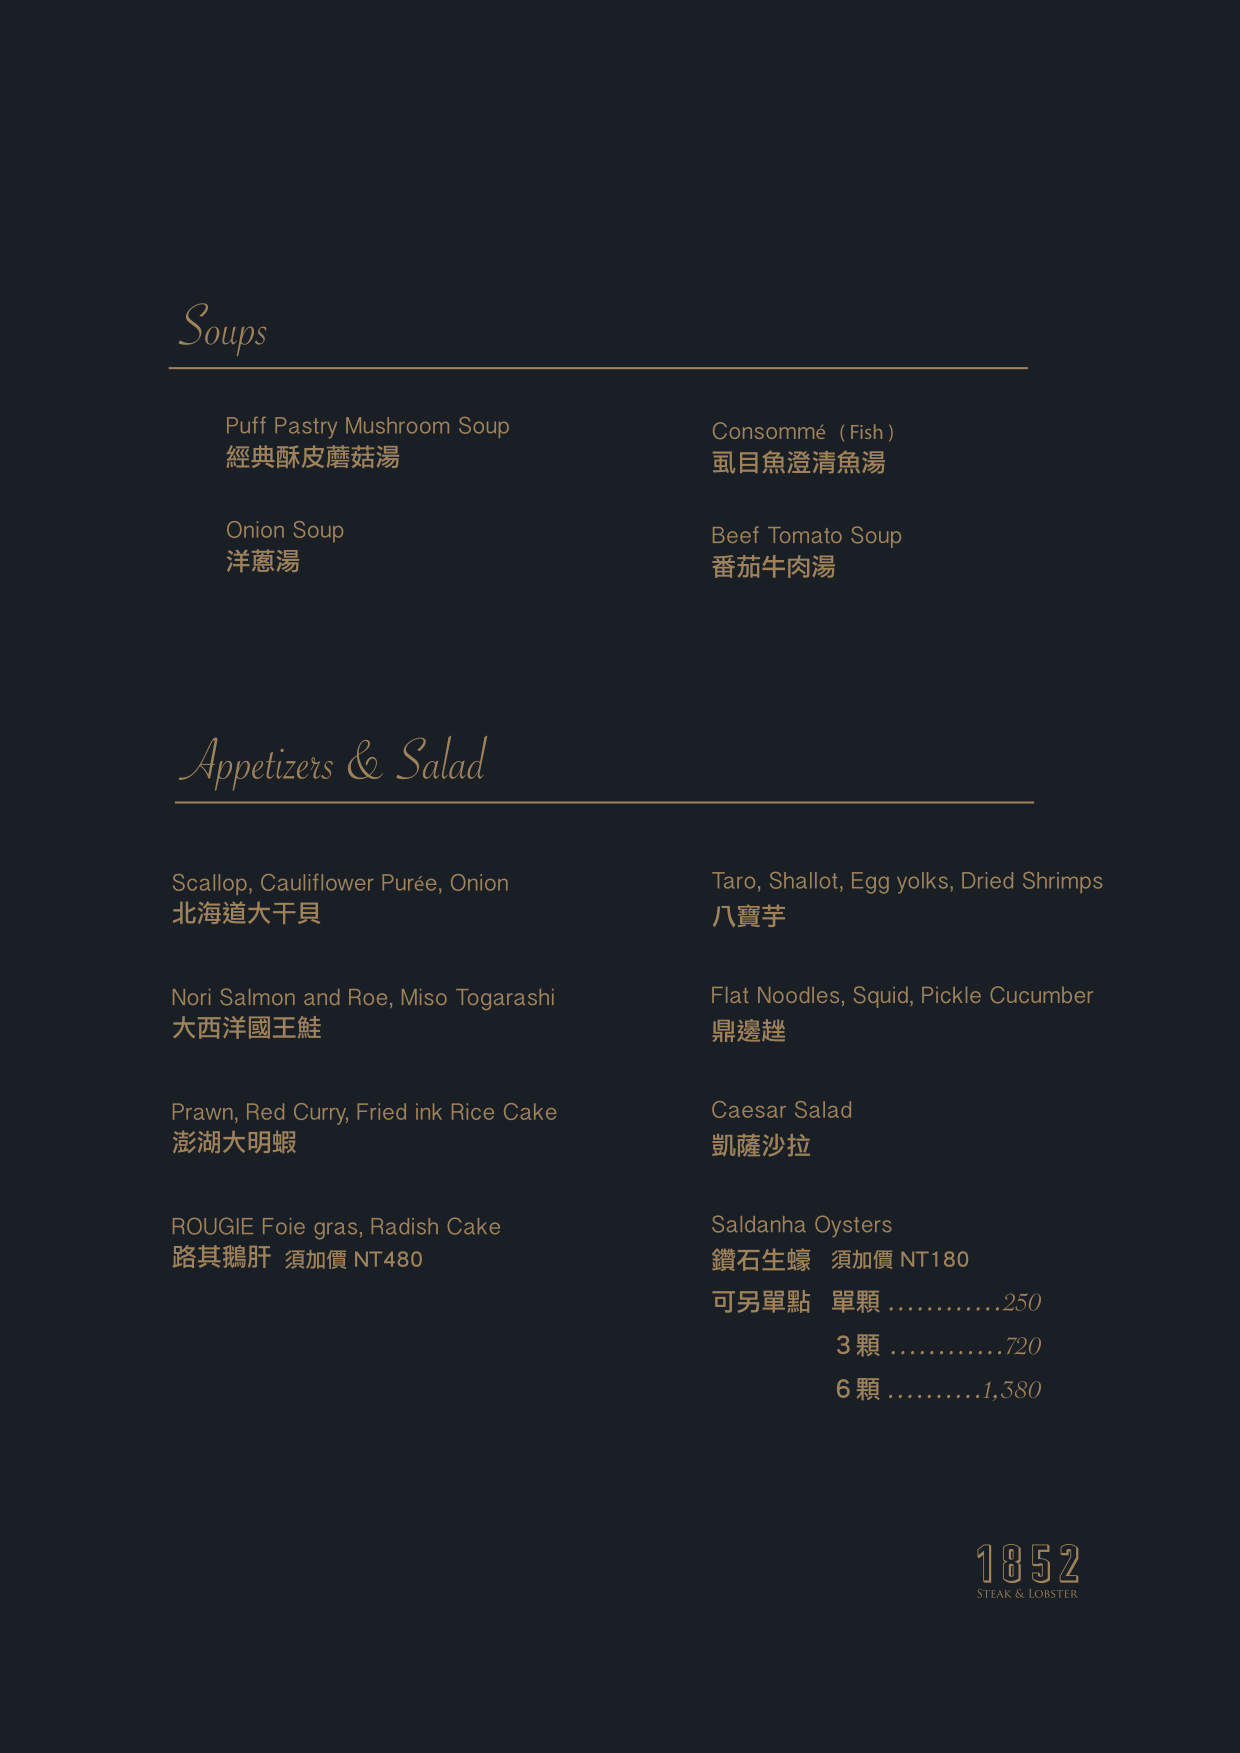 Soups
Puff Pastry Mushroom Soup
經典酥皮蘑菇湯
Consommé (Fish)
虱目魚澄清魚湯
Onion Soup
洋蔥湯
Beef Tomato Soup
番茄牛肉湯
Appetizers & Salad
Scallop, Cauliflower Purée, Onion
北海道大干貝
Taro, Shallot, Egg yolks, Dried Shrimps
八寶芋
Nori Salmon and Roe, Miso Togarashi
大西洋國王鮭
Flat Noodles, Squid, Pickle Cucumber
鼎邊趖
Prawn, Red Curry, Fried ink Rice Cake
澎湖大明蝦
Caesar Salad
凱薩沙拉
ROUGIE Foie gras, Radish Cake
路其鵝肝 須加價 NT480
Saldanha Oysters
鑽石生蠔 須加價 NT180
可另單點 單顆 ............250
3 顆 ............720
6 顆 ..........1,380
1852
STEAK & LOBSTER